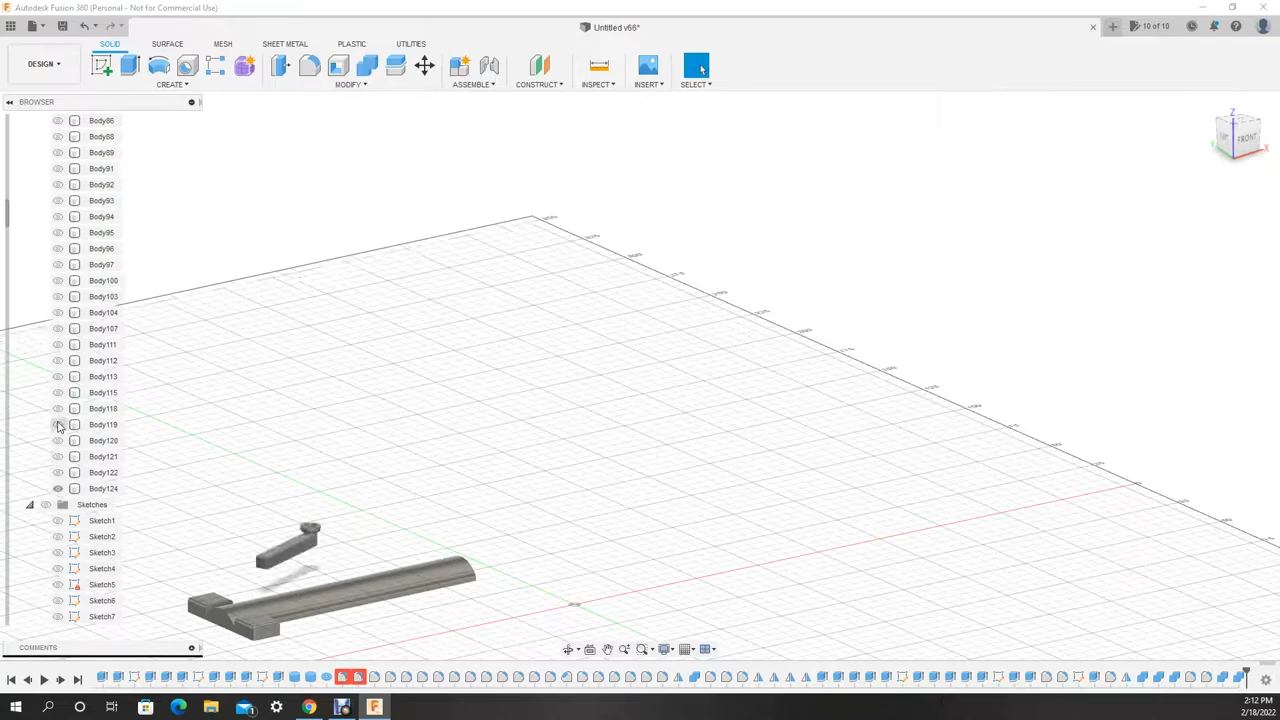 Autodesk Fusion 360 (Personal - Not for Commercial Use)
Untitled v66*
10 of 10
DESIGN
SOLID
SURFACE
MESH
SHEET METAL
PLASTIC
UTILITIES
CREATE
MODIFY
ASSEMBLE
CONSTRUCT
INSPECT
INSERT
SELECT
BROWSER
Z
FRONT
X
Body86
Body88
Body89
Body91
Body92
Body93
Body94
Body95
Body96
Body97
Body100
Body103
Body104
Body107
Body111
Body112
Body113
Body115
Body118
Body119
Body120
Body121
Body122
Body124
Sketches
Sketch1
Sketch2
Sketch3
Sketch4
Sketch5
Sketch6
Sketch7
COMMENTS
2:12 PM
2/18/2022